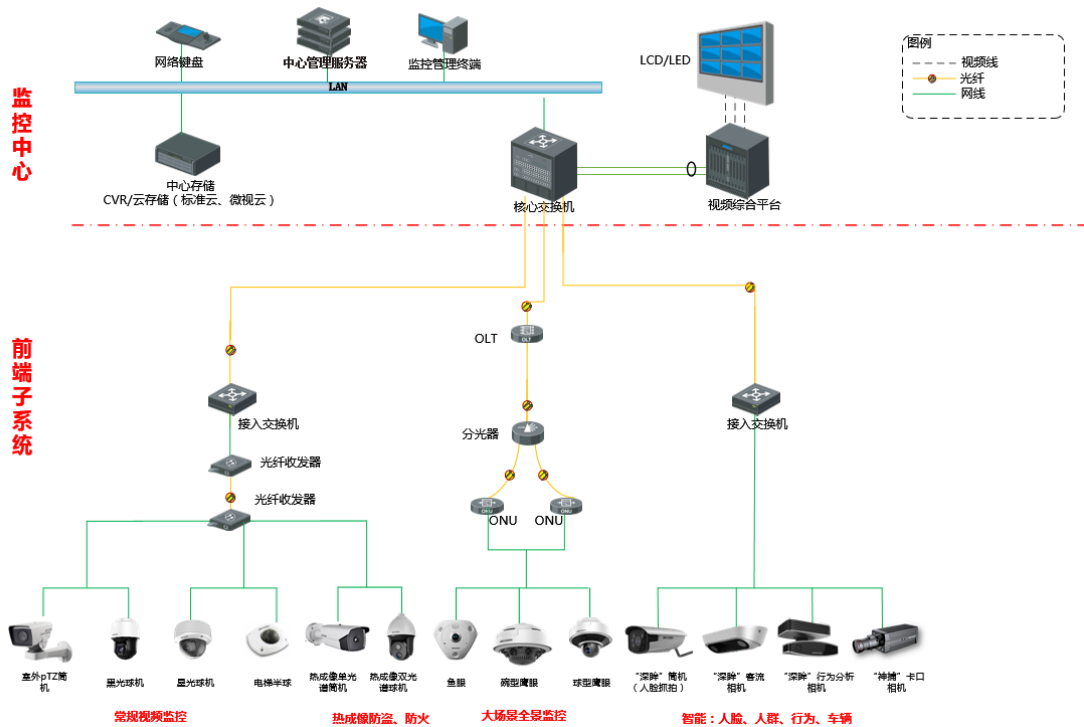 网络键盘
中心管理服务器
监控管理终端
LCD/LED
图例
视频线
光纤
网线
LAN
监控中心
中心存储
CVR/云存储（标准云、微视云）
核心交换机
视频综合平台
前端子系统
OLT
OLT
接入交换机
分光器
接入交换机
光纤收发器
光纤收发器
ONU
ONU
ONU
ONU
室外pTZ筒机
黑光球机
星光球机
电梯半球
热成像单光谱筒机
热成像双光谱球机
鱼眼
碗型鹰眼
球型鹰眼
“深眸”筒机
（人脸抓拍）
“深眸”客流
相机
“深眸”行为分析
相机
“神捕”卡口
相机
常规视频监控
热成像防盗、防火
大场景全景监控
智能：人脸、人群、行为、车辆